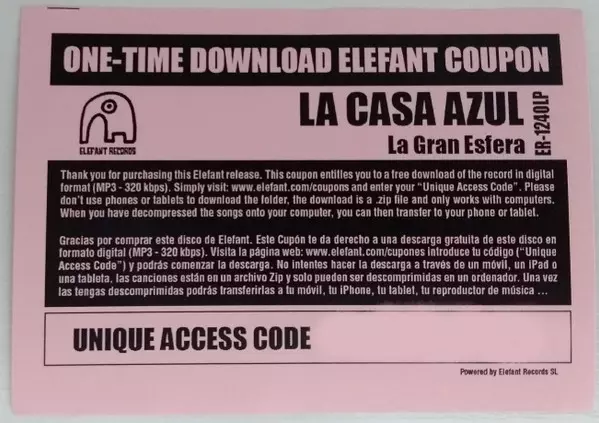 ONE-TIME DOWNLOAD ELEFANT COUPON
ELEFANT RECORDS
LA CASA AZUL
La Gran Esfera
ER-1240LP
Thank you for purchasing this Elefant release. This coupon entitles you to a free download of the record in digital
format (MP3 - 320 kbps). Simply visit: www.elefant.com/coupons and enter your "Unique Access Code". Please
don't use phones or tablets to download the folder, the download is a .zip file and only works with computers.
When you have decompressed the songs onto your computer, you can then transfer to your phone or tablet.
Gracias por comprar este disco de Elefant. Este Cupón te da derecho a una descarga gratuita de este disco en
formato digital (MP3 - 320 kbps). Visita la página web: www.elefant.com/cupones introduce tu código ("Unique
Access Code") y podrás comenzar la descarga. No intentes hacer la descarga a través de un móvil, un iPad o
una tableta, las canciones están en un archivo Zip y solo pueden ser descomprimidas en un ordenador. Una vez
las tengas descomprimidas podrás transferirlas a tu móvil, tu iPhone, tu tablet, tu reproductor de música ...
UNIQUE ACCESS CODE
Powered by Elefant Records SL